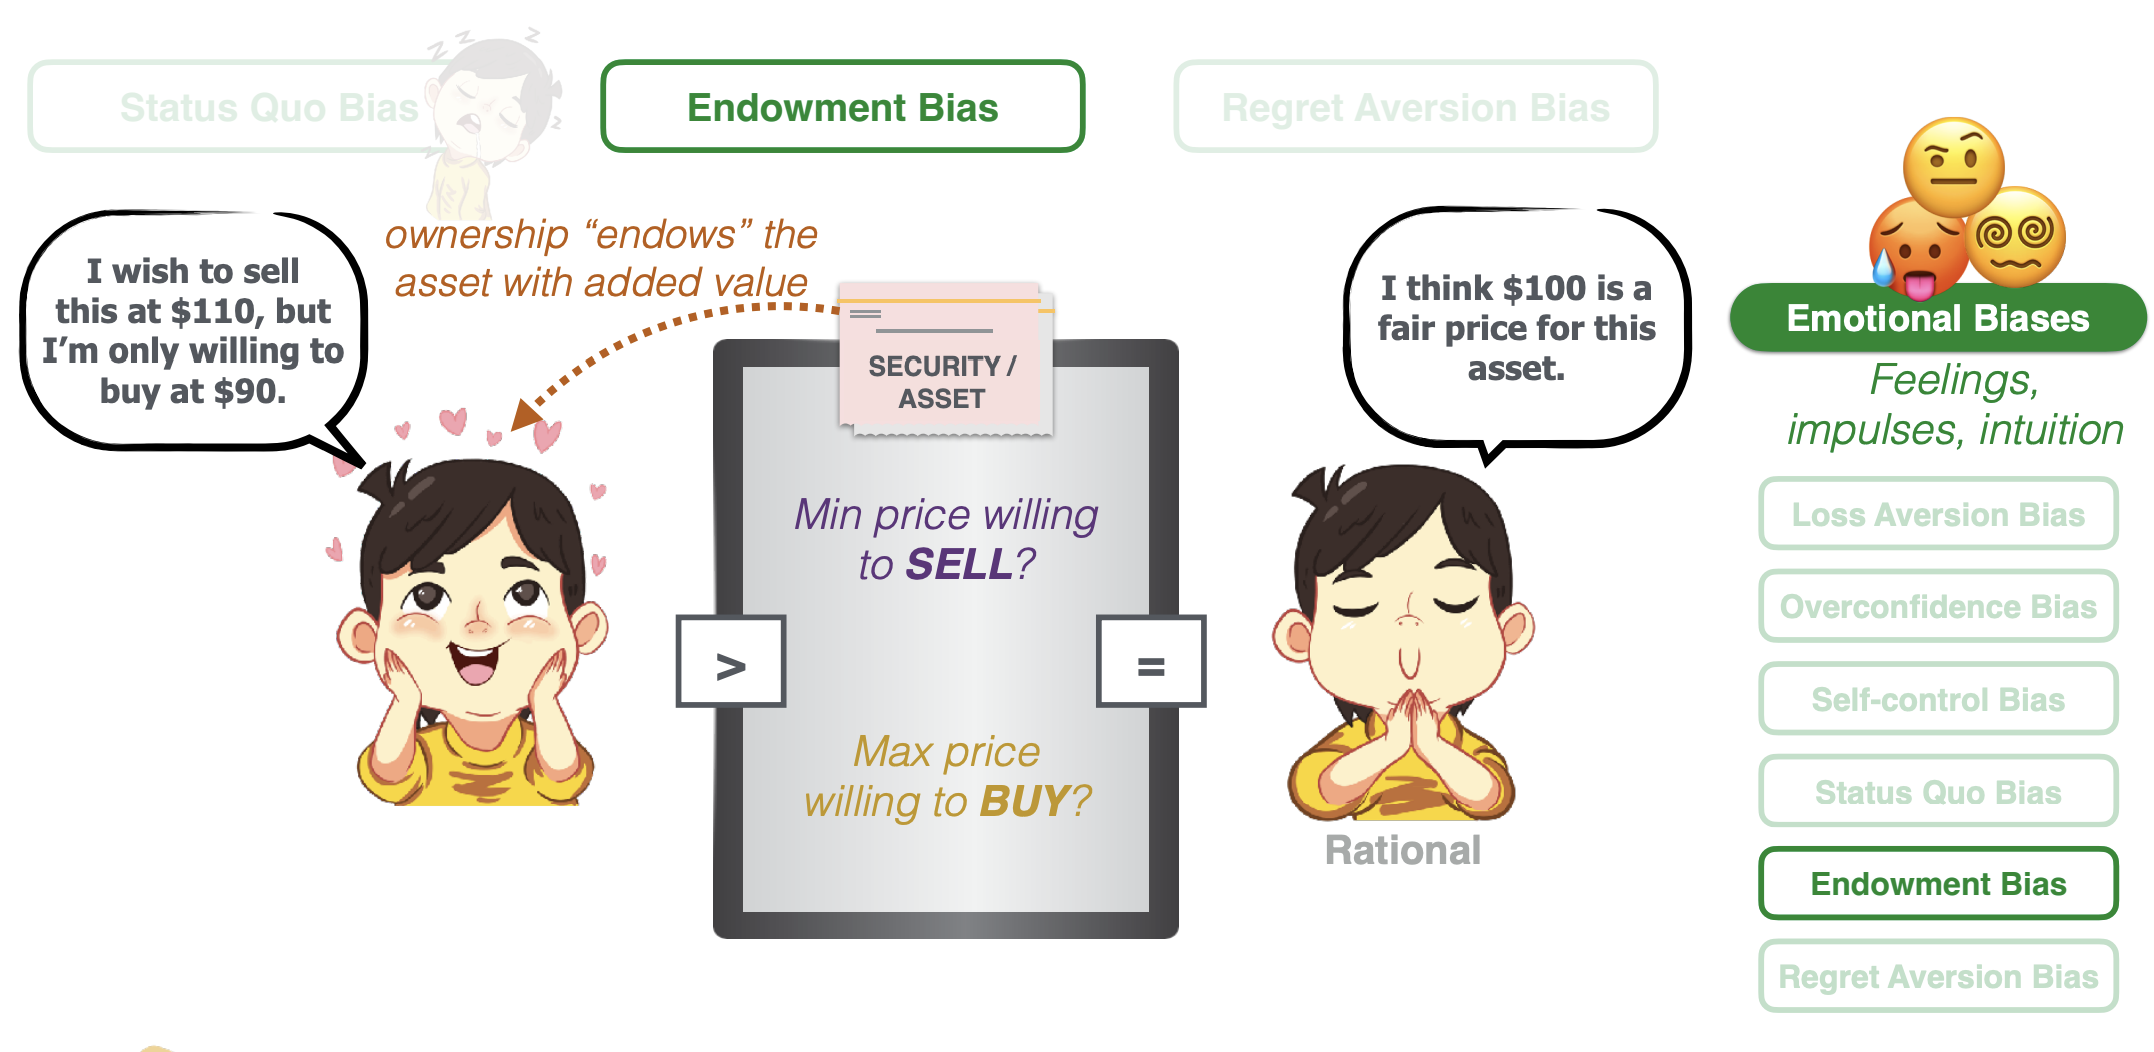 Status Quo Bias
Endowment Bias
Regret Aversion Bias
I wish to sell
this at $110, but
I’m only willing to
buy at $90.
ownership “endows” the
asset with added value
SECURITY /
ASSET
Min price willing
to SELL?
>
=
Max price
willing to BUY?
I think $100 is a
fair price for this
asset.
Rational
Emotional Biases
Feelings,
impulses, intuition
Loss Aversion Bias
Overconfidence Bias
Self-control Bias
Status Quo Bias
Endowment Bias
Regret Aversion Bias
z z z
z
z